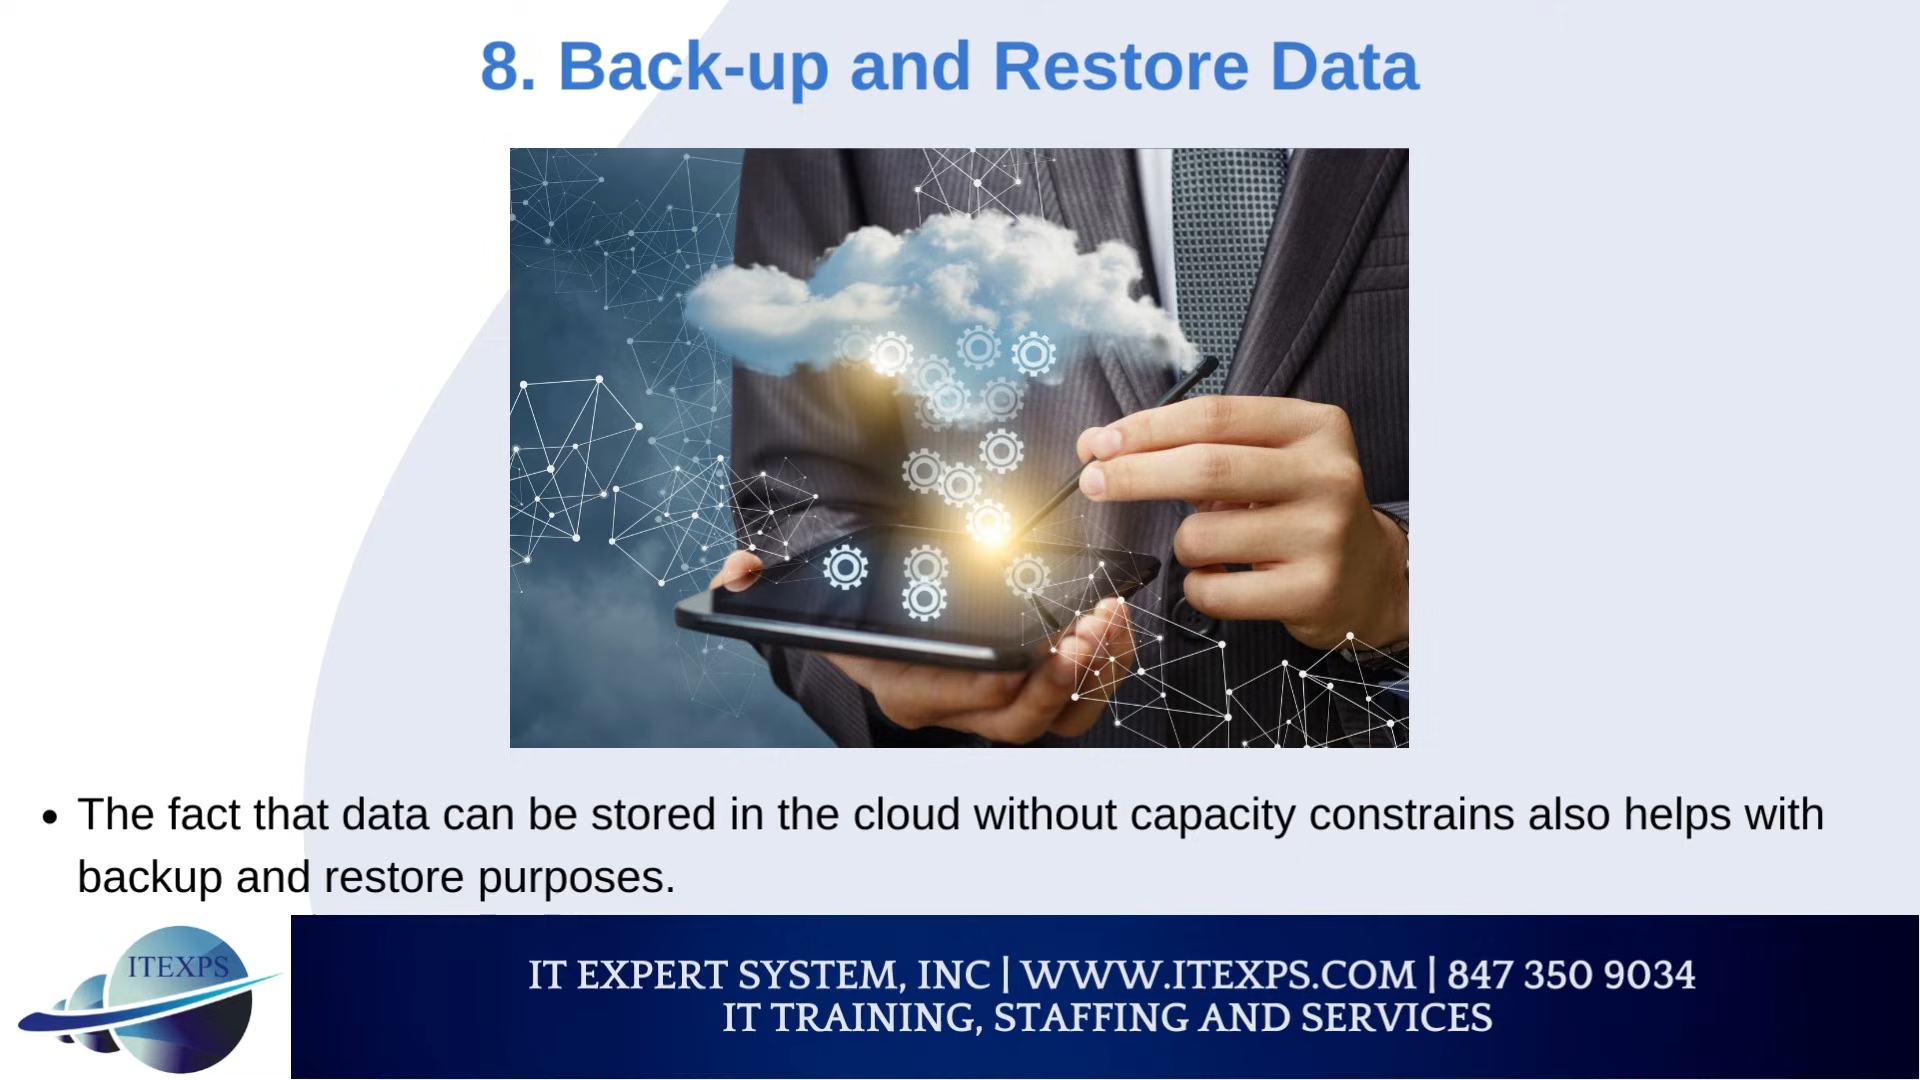 8. Back-up and Restore Data
• The fact that data can be stored in the cloud without capacity constrains also helps with
backup and restore purposes.
ITEXPS
IT EXPERT SYSTEM, INC | WWW.ITEXPS.COM | 847 350 9034
IT TRAINING, STAFFING AND SERVICES